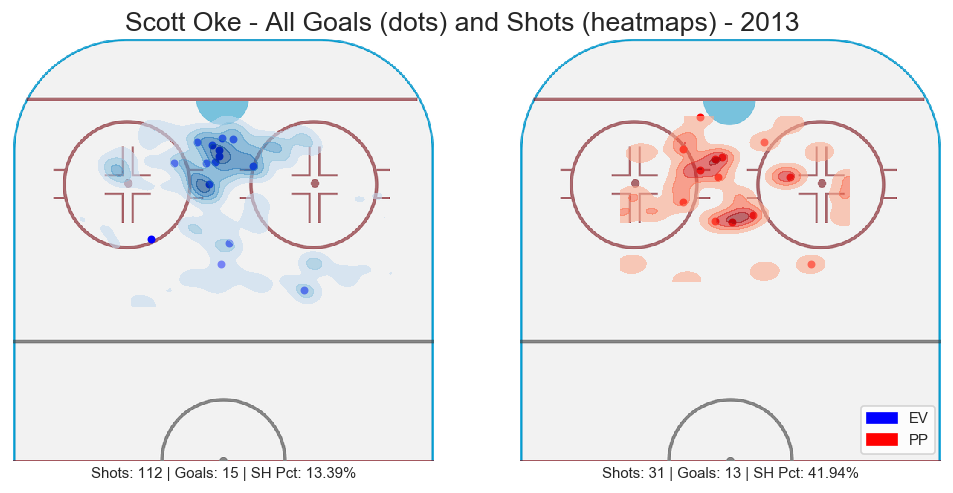 Scott Oke - All Goals (dots) and Shots (heatmaps) - 2013
EV
PP
Shots: 112 | Goals: 15 | SH Pct: 13.39%
Shots: 31 | Goals: 13 | SH Pct: 41.94%